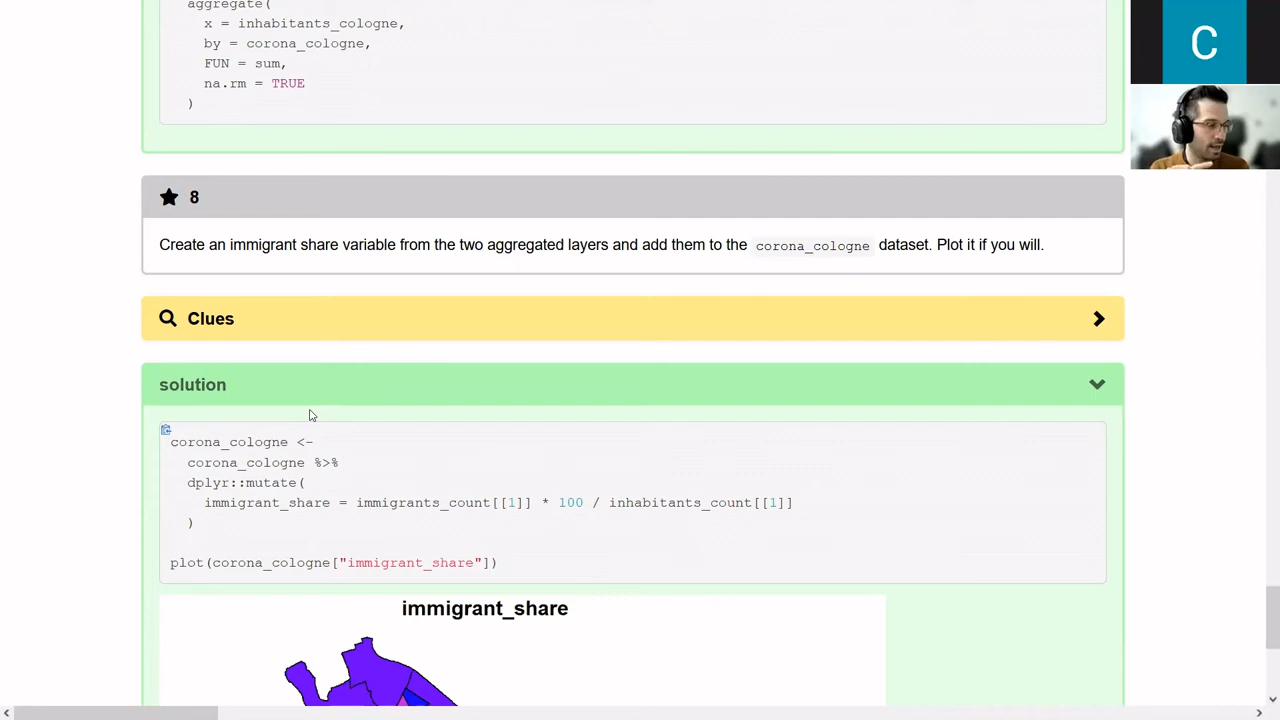 aggregate(
x = inhabitants_cologne,
by = corona_cologne,
FUN = sum,
na.rm = TRUE
)
8
Create an immigrant share variable from the two aggregated layers and add them to the corona_cologne dataset. Plot it if you will.
Clues
solution
corona_cologne <-
corona_cologne %>%
dplyr::mutate(
immigrant_share = immigrants_count[[1]] * 100 / inhabitants_count[[1]]
)
plot(corona_cologne["immigrant_share"])
immigrant_share
C